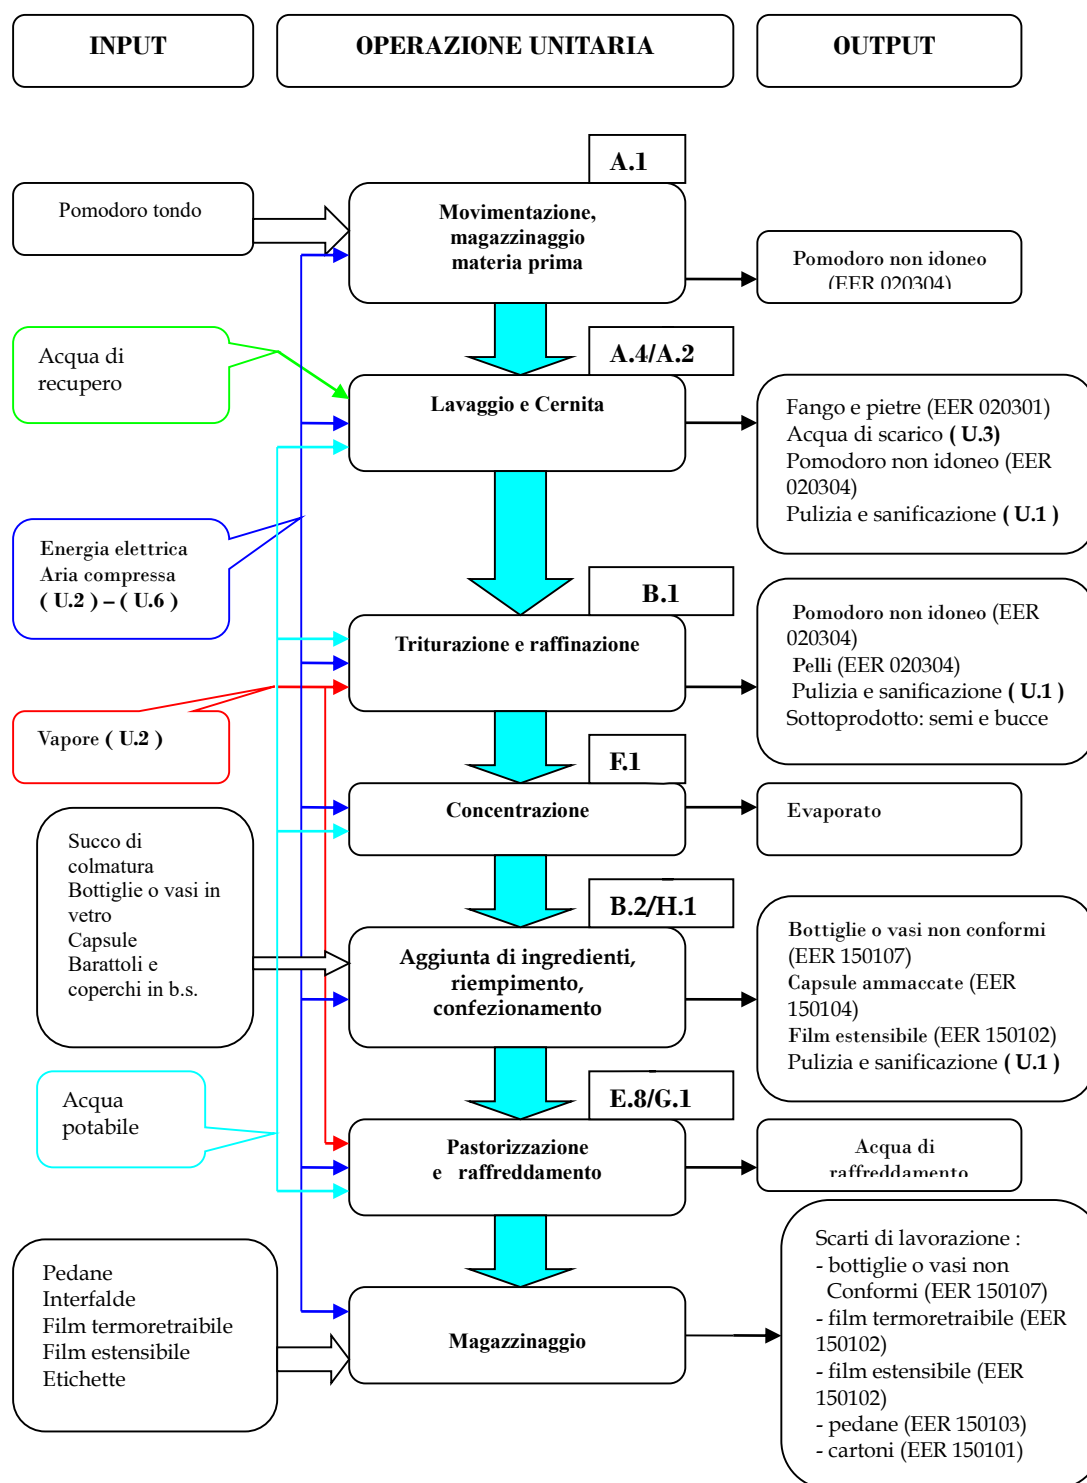 INPUT
OPERAZIONE UNITARIA
OUTPUT
A.1
Pomodoro tondo
Movimentazione,
magazzinaggio
materia prima
Pomodoro non idoneo
(EER 020304)
A.4/A.2
Acqua di
recupero
Lavaggio e Cernita
Fango e pietre (EER 020301)
Acqua di scarico ( U.3)
Pomodoro non idoneo (EER
020304)
Pulizia e sanificazione ( U.1 )
Energia elettrica
Aria compressa
( U.2 ) – ( U.6 )
B.1
Triturazione e raffinazione
Pomodoro non idoneo (EER
020304)
Pelli (EER 020304)
Pulizia e sanificazione ( U.1 )
Sottoprodotto: semi e bucce
Vapore ( U.2 )
F.1
Concentrazione
Evaporato
Succo di
colmatura
Bottiglie o vasi in
vetro
Capsule
Barattoli e
coperchi in b.s.
B.2/H.1
Aggiunta di ingredienti,
riempimento,
confezionamento
Bottiglie o vasi non conformi
(EER 150107)
Capsule ammaccate (EER
150104)
Film estensibile (EER 150102)
Pulizia e sanificazione ( U.1 )
Acqua
potabile
E.8/G.1
Pastorizzazione
e raffreddamento
Acqua di
raffreddamento
Pedane
Interfalde
Film termoretraibile
Film estensibile
Etichette
Magazzinaggio
Scarti di lavorazione :
- bottiglie o vasi non
Conformi (EER 150107)
- film termoretraibile (EER
150102)
- film estensibile (EER
150102)
- pedane (EER 150103)
- cartoni (EER 150101)